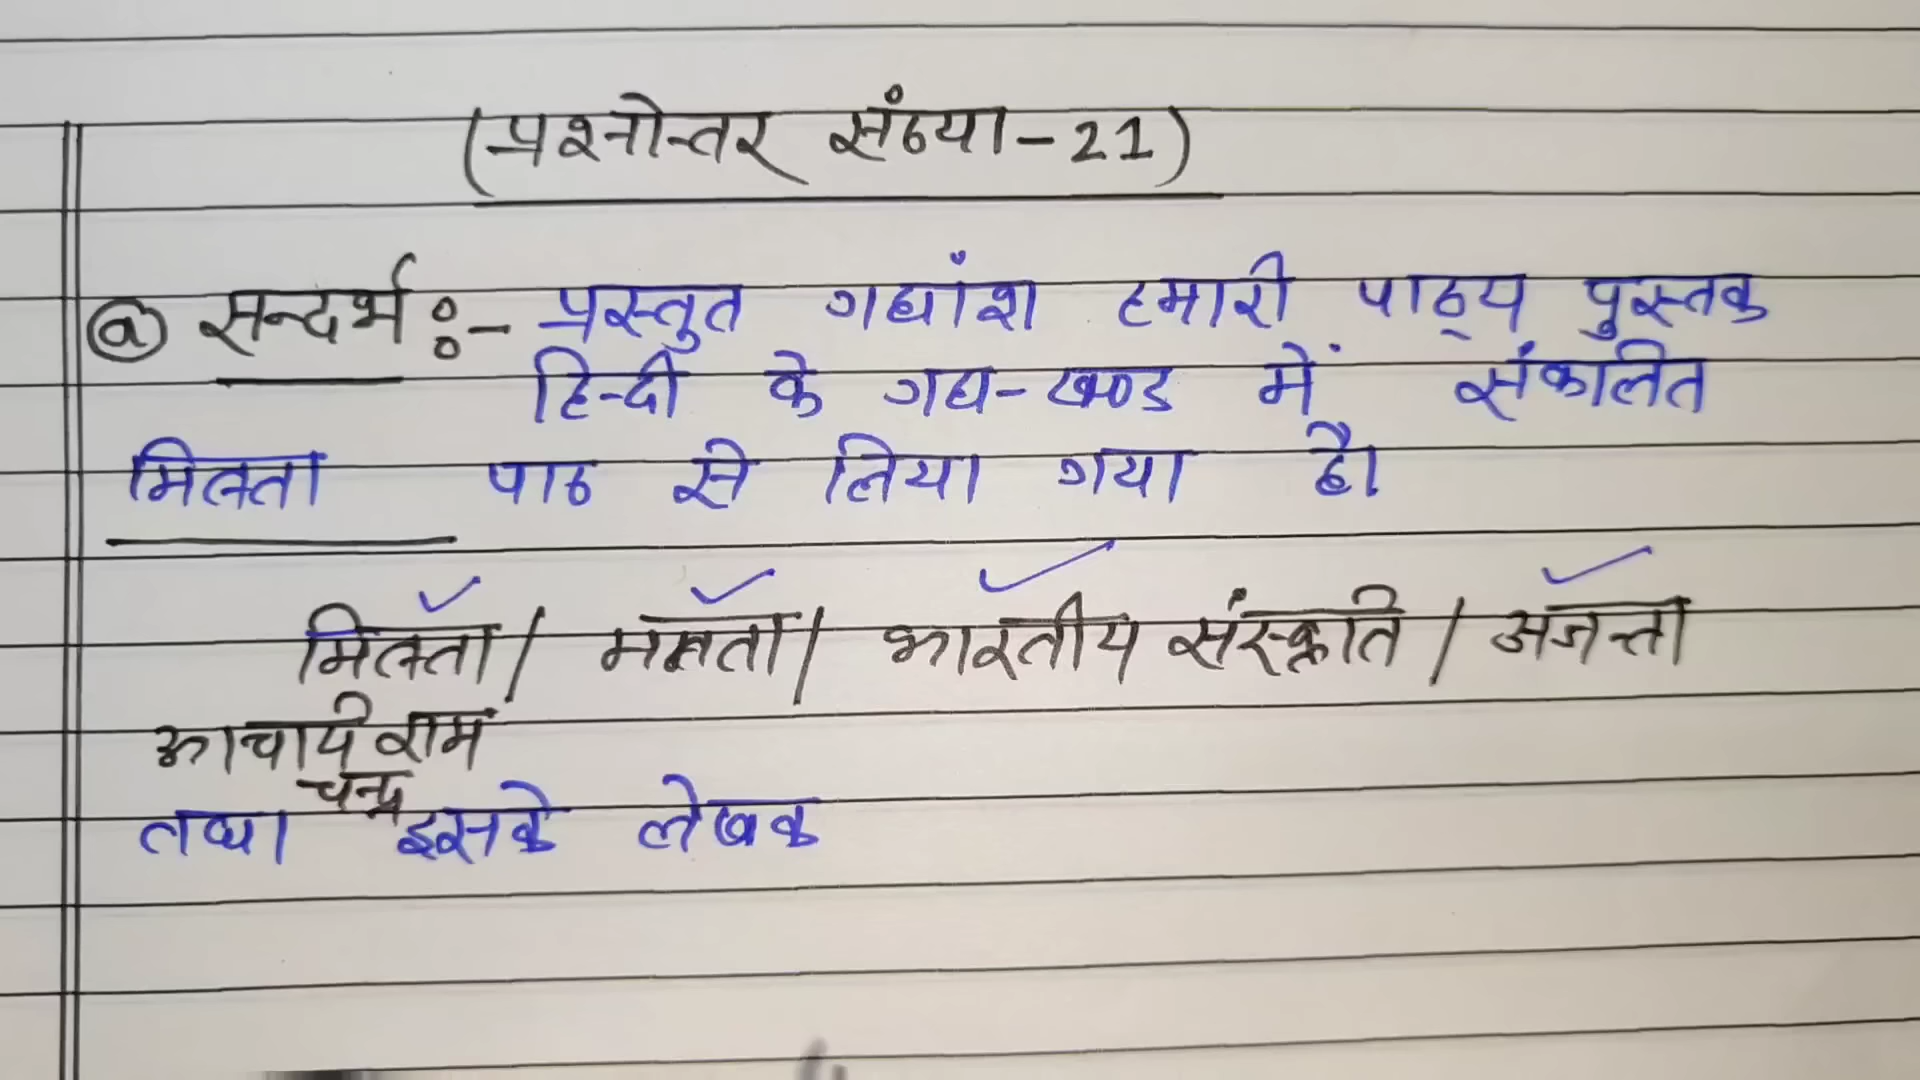 (प्रश्नोत्तर संख्या-21)
(a) सन्दर्भ :- प्रस्तुत गद्यांश हमारी पाठ्य पुस्तक
हिन्दी के गद्य-खण्ड में संकलित
मित्रता पाठ से लिया गया है।
मित्रता / ममता / भारतीय संस्कृति / अजन्ता
आचार्य राम
चन्द्र
तथा इसके लेखक